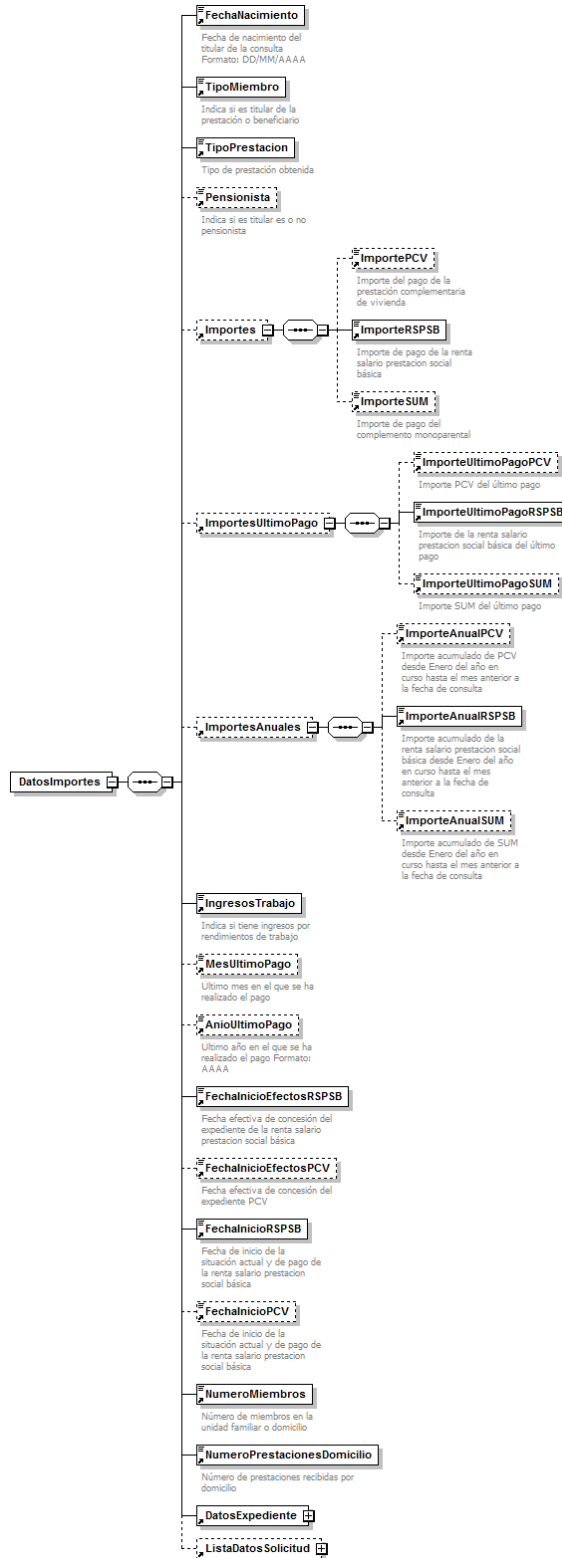 FechaNacimiento
Fecha de nacimiento del
titular de la consulta
Formato: DD/MM/AAAA
TipoMiembro
Indica si es titular de la
prestación o beneficiario
TipoPrestacion
Tipo de prestación obtenida
Pensionista
Indica si es titular es o no
pensionista
Importes
ImportePCV
Importe del pago de la
prestación complementaria
de vivienda
ImporteRSPSB
Importe de pago de la renta
salario prestacion social
básica
ImporteSUM
Importe de pago del
complemento monoparental
ImportesUltimoPago
ImporteUltimoPagoPCV
Importe PCV del último pago
ImporteUltimoPagoRSPSB
Importe de la renta salario
prestacion social básica del último
pago
ImporteUltimoPagoSUM
Importe SUM del último pago
ImportesAnuales
ImporteAnualPCV
Importe acumulado de PCV
desde Enero del año en
curso hasta el mes anterior a
la fecha de consulta
ImporteAnualRSPSB
Importe acumulado de la
renta salario prestacion social
básica desde Enero del año
en curso hasta el mes
anterior a la fecha de
consulta
ImporteAnualSUM
Importe acumulado de SUM
desde Enero del año en
curso hasta el mes anterior a
la fecha de consulta
DatosImportes
IngresosTrabajo
Indica si tiene ingresos por
rendimientos de trabajo
MesUltimoPago
Ultimo mes en el que se ha
realizado el pago
AnioUltimoPago
Ultimo año en el que se ha
realizado el pago Formato:
AAAA
FechaInicioEfectosRSPSB
Fecha efectiva de concesión del
expediente de la renta salario
prestacion social básica
FechaInicioEfectosPCV
Fecha efectiva de concesión del
expediente PCV
FechaInicioRSPSB
Fecha de inicio de la
situación actual y de pago de
la renta salario prestacion
social básica
FechaInicioPCV
Fecha de inicio de la
situación actual y de pago de
la renta salario prestacion
social básica
NumeroMiembros
Número de miembros en la
unidad familiar o domicilio
NumeroPrestacionesDomicilio
Número de prestaciones recibidas por
domicilio
DatosExpediente
ListaDatosSolicitud